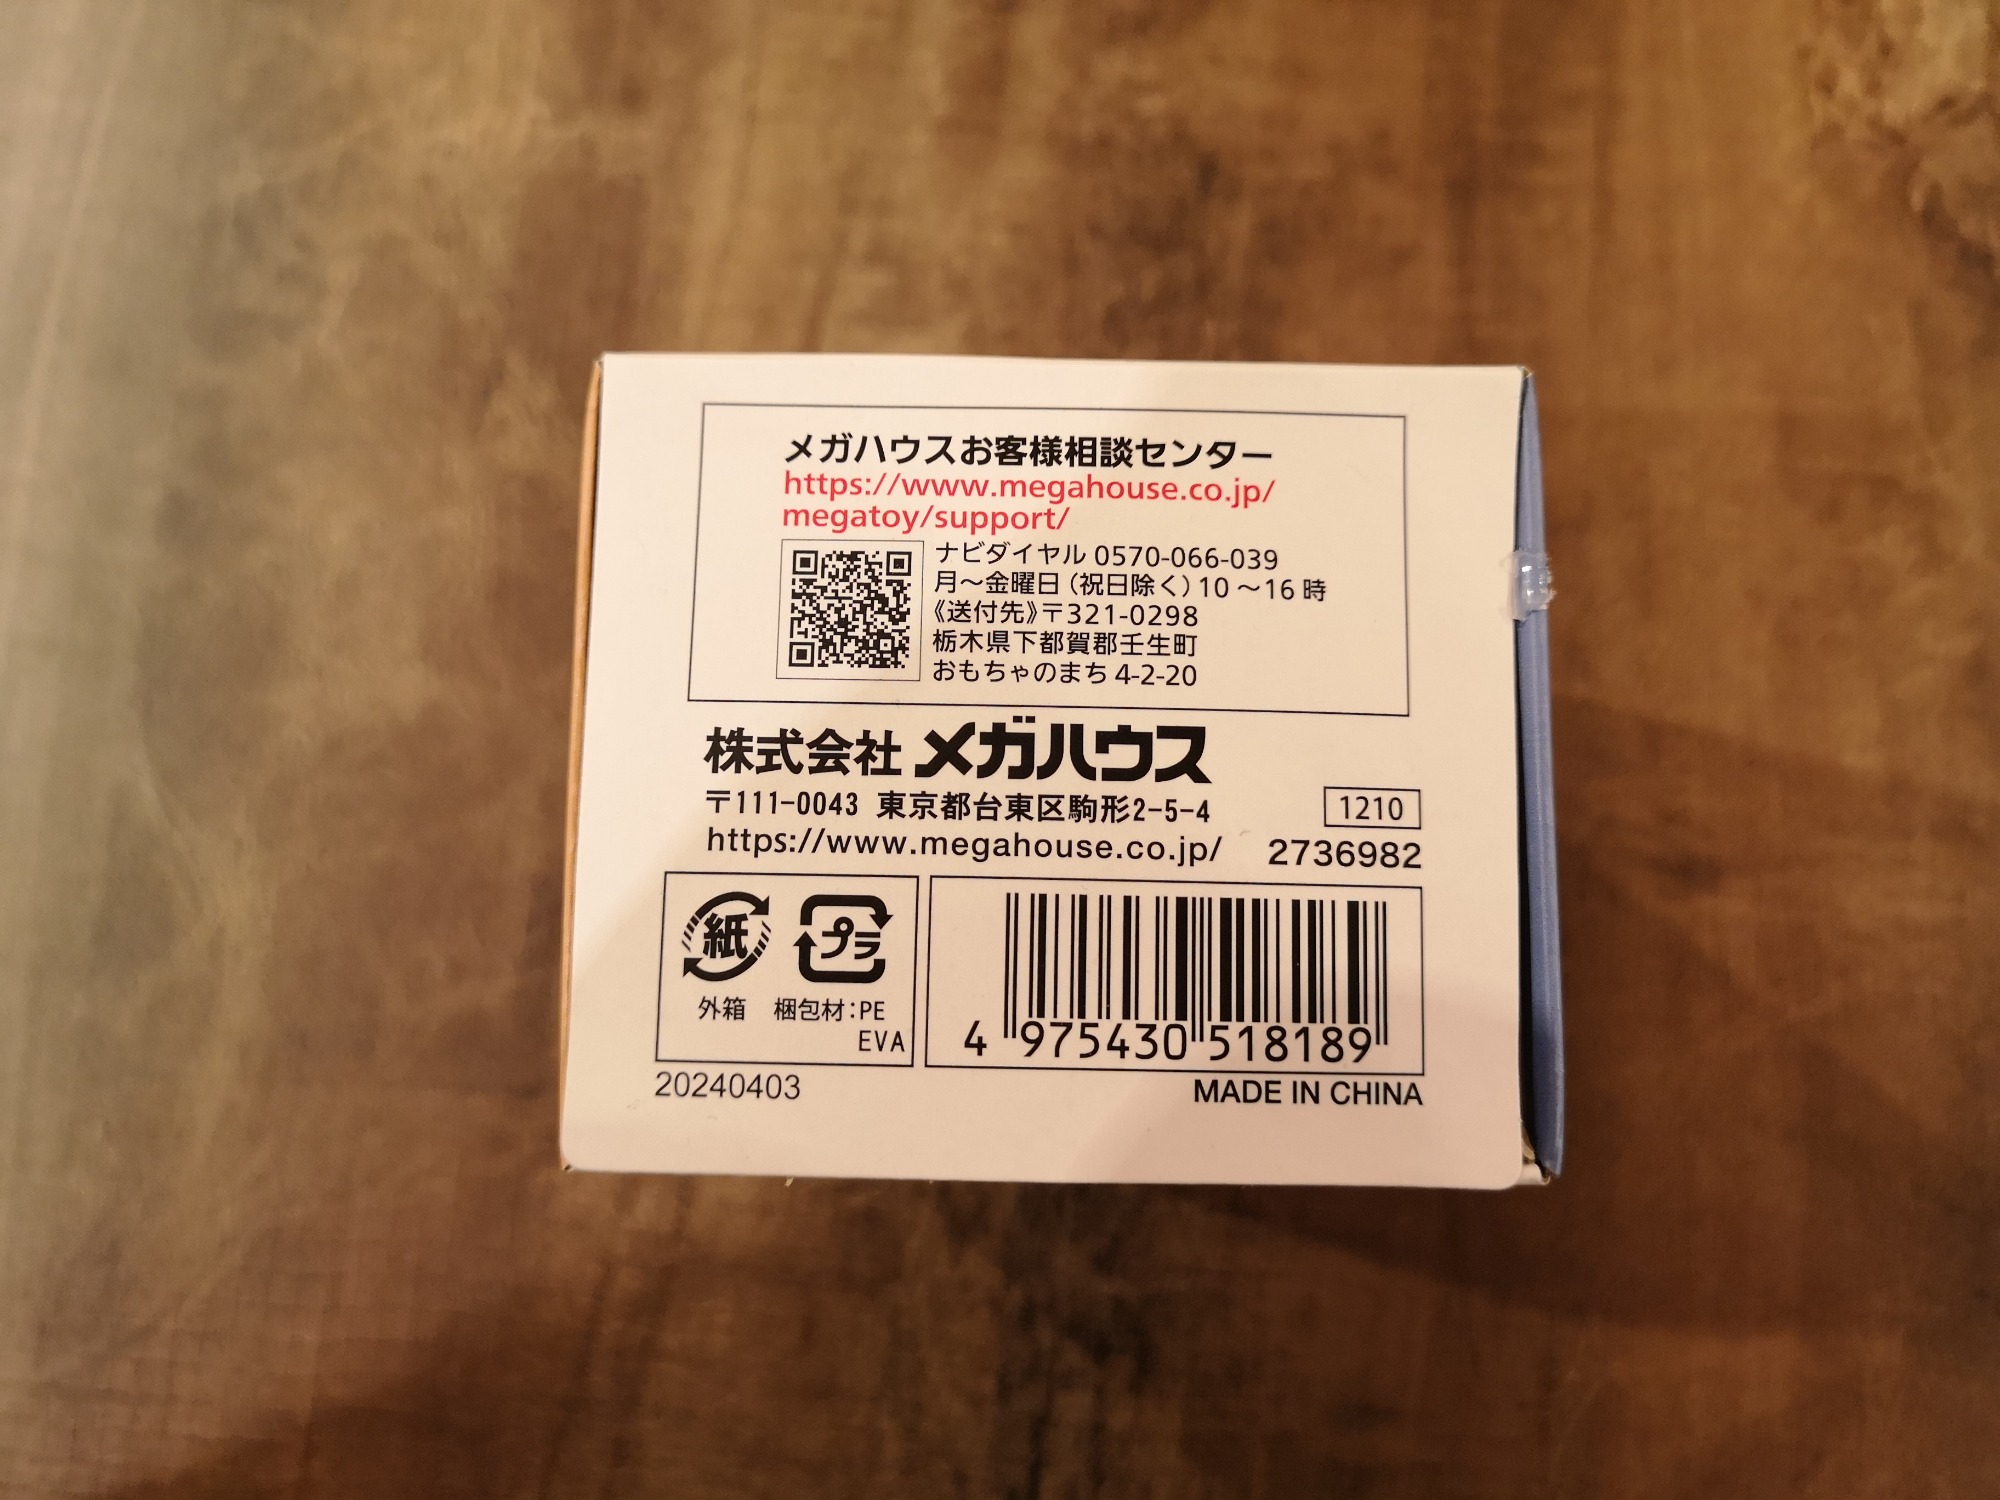 メガハウスお客様相談センター
https://www.megahouse.co.jp/
megatoy/support/
ナビダイヤル 0570-066-039
月～金曜日（祝日除く）10～16時
《送付先》〒321-0298
栃木県下都賀郡壬生町
おもちゃのまち4-2-20
株式会社メガハウス
〒111-0043 東京都台東区駒形2-5-4
1210
https://www.megahouse.co.jp/
2736982
紙
プラ
外箱
梱包材：PE
EVA
4 975430 518189
20240403
MADE IN CHINA